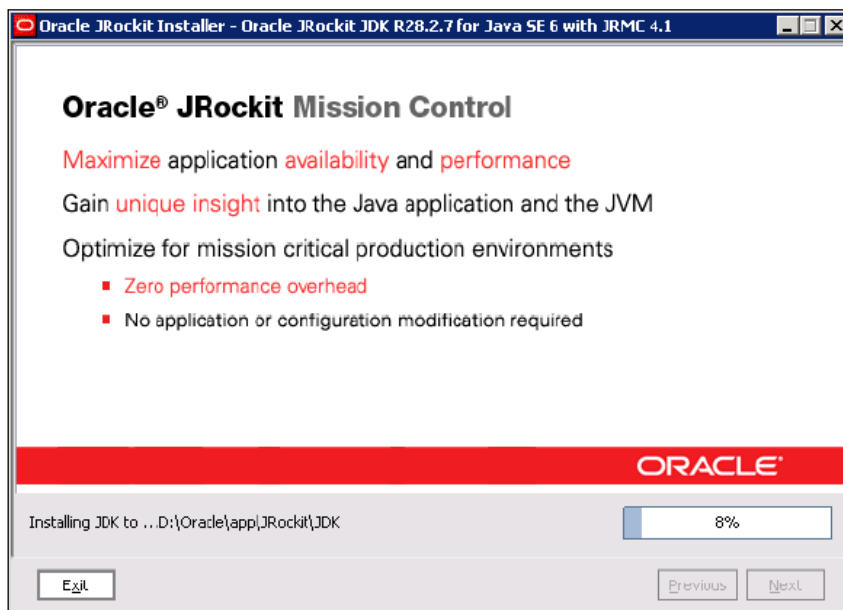 Oracle JRockit Installer - Oracle JRockit JDK R28.2.7 for Java SE 6 with JRMC 4.1
Oracle® JRockit Mission Control
Maximize application availability and performance
Gain unique insight into the Java application and the JVM
Optimize for mission critical production environments
Zero performance overhead
No application or configuration modification required
ORACLE®
Installing JDK to ...D:\Oracle\app\JRockit\JDK
8%
Exit
Previous
Next